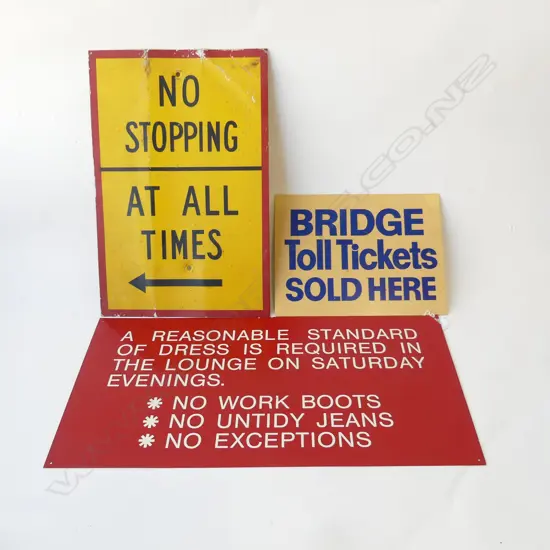 NO
STOPPING
AT ALL
TIMES
BRIDGE
Toll Tickets
SOLD HERE
A REASONABLE STANDARD
OF DRESS IS REQUIRED IN
THE LOUNGE ON SATURDAY
EVENINGS.
* NO WORK BOOTS
* NO UNTIDY JEANS
* NO EXCEPTIONS